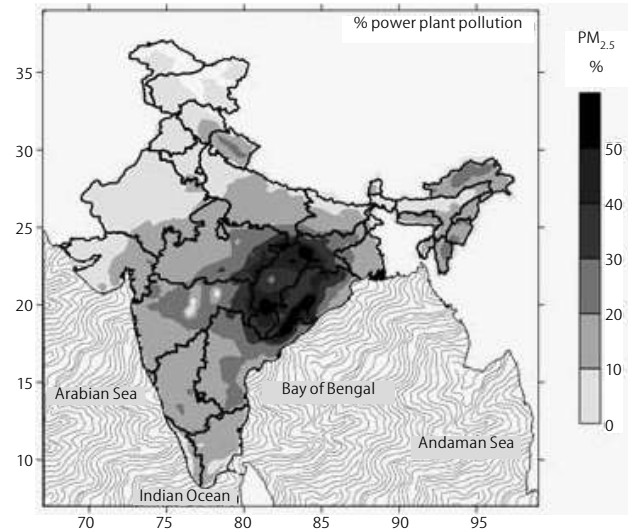 % power plant pollution
PM2.5
%
35
30
25
20
15
10
50
40
30
20
10
0
Arabian Sea
Bay of Bengal
Andaman Sea
Indian Ocean
70 75 80 85 90 95